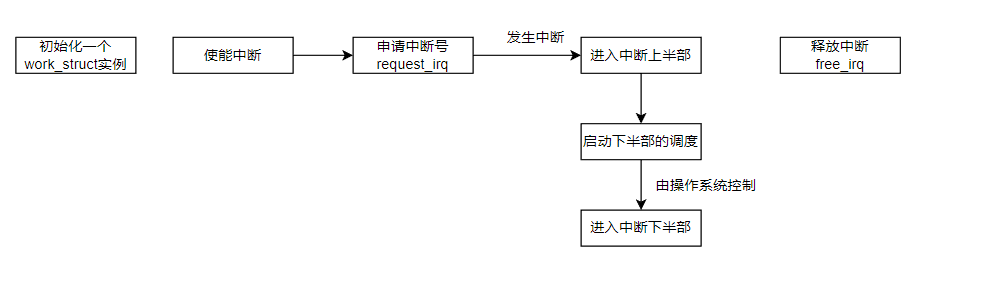 初始化一个
work_struct实例
使能中断
申请中断号
request_irq
发生中断
进入中断上半部
释放中断
free_irq
启动下半部的调度
由操作系统控制
进入中断下半部